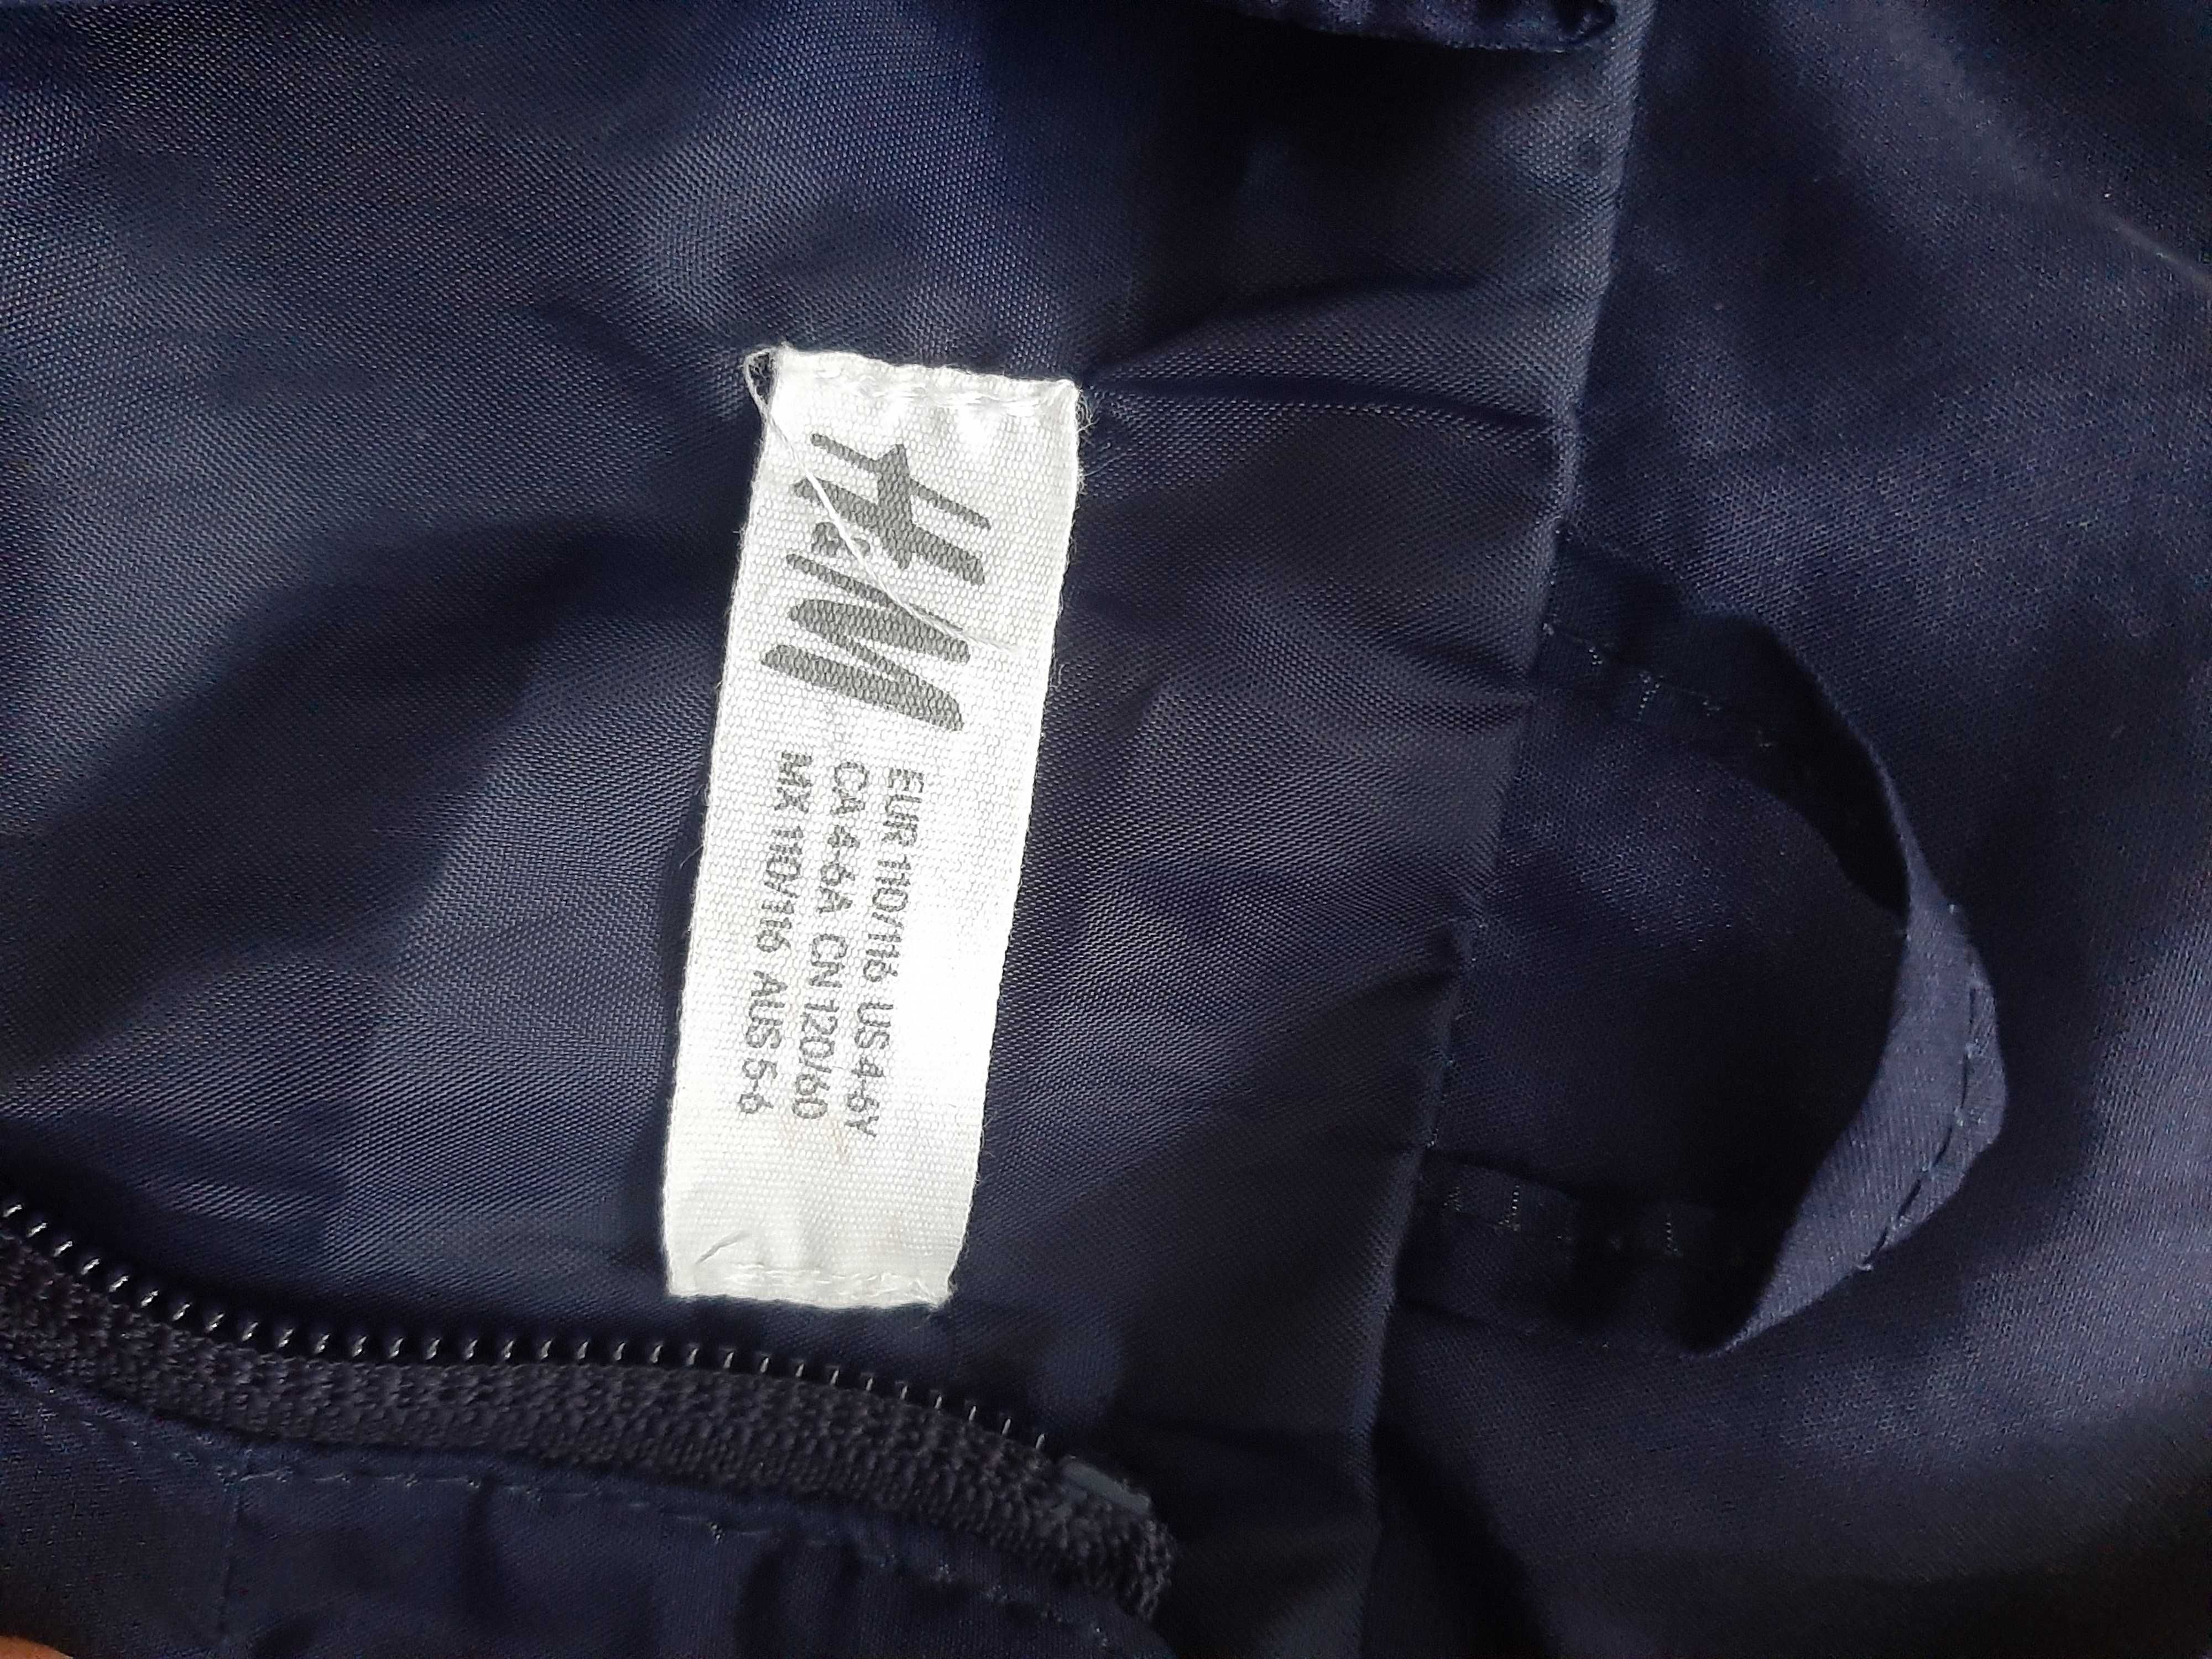 H&M
EUR 110/116 US 4-6Y
CA 4-6A CN 120/60
MX 110/116 AUS 5-6